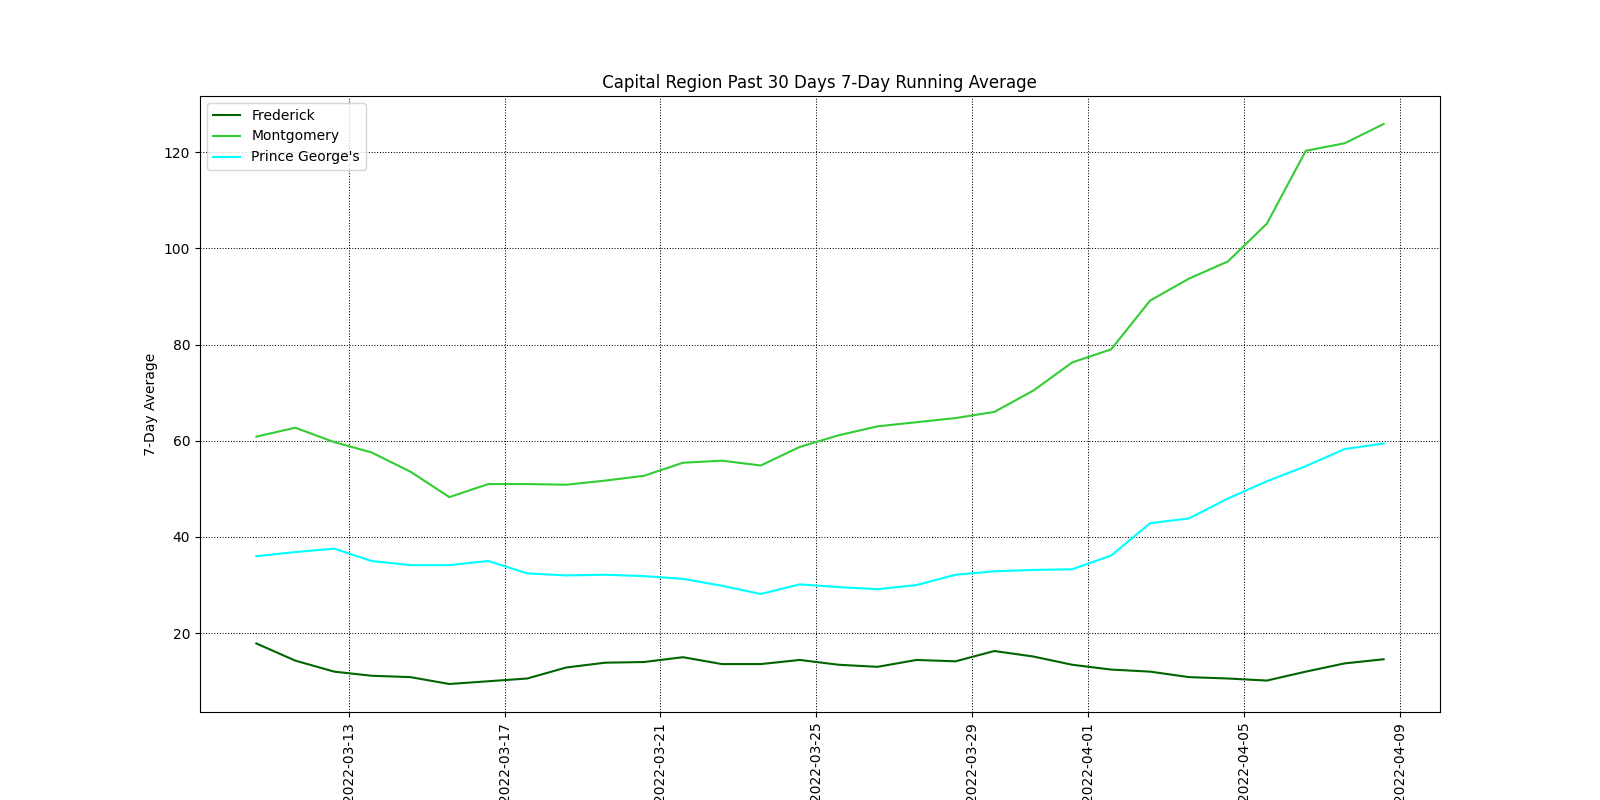 Capital Region Past 30 Days 7-Day Running Average
Frederick
Montgomery
Prince George's
7-Day Average
120
100
80
60
40
20
2022-03-13
2022-03-17
2022-03-21
2022-03-25
2022-03-29
2022-04-01
2022-04-05
2022-04-09